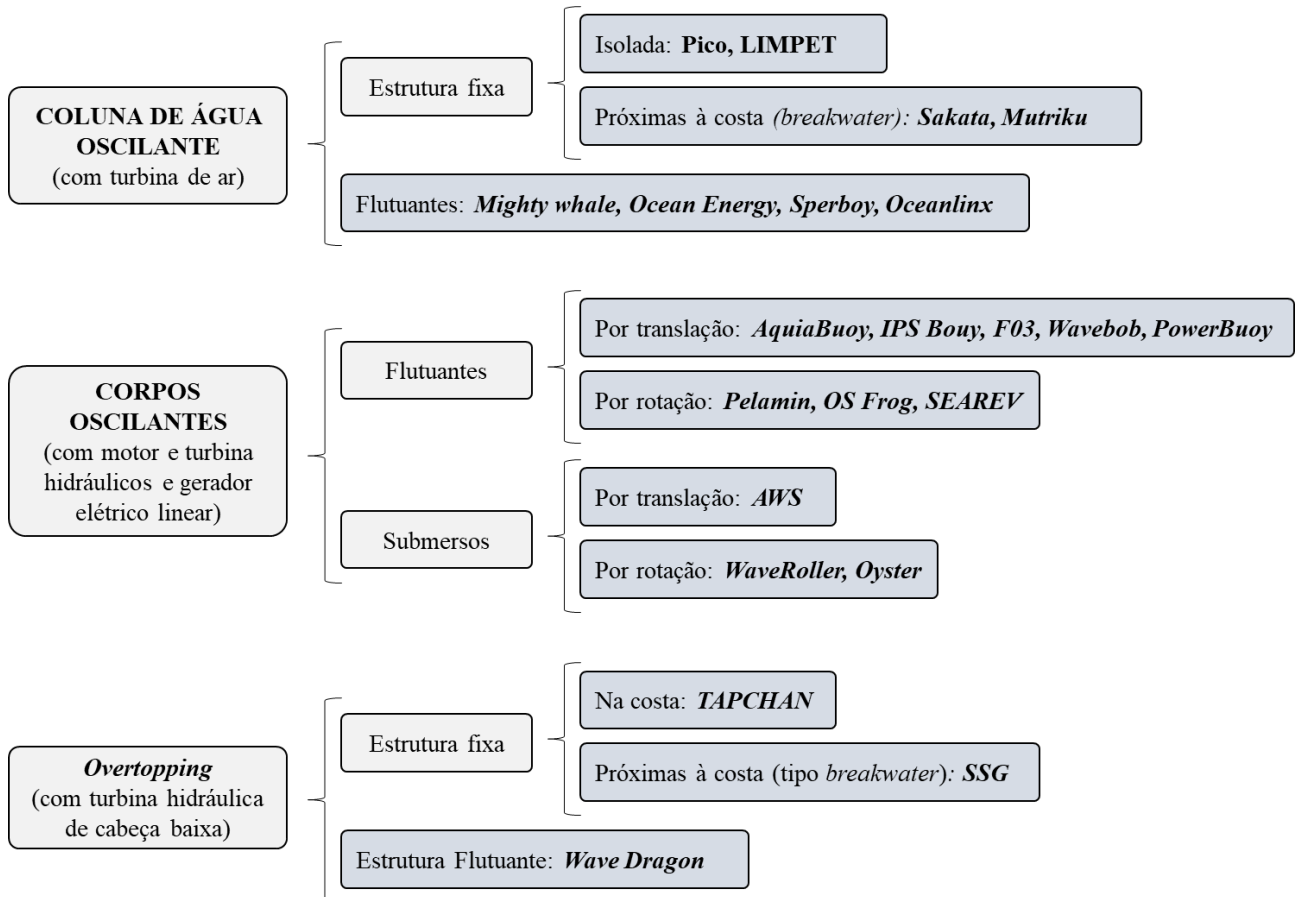 COLUNA DE ÁGUA
OSCILANTE
(com turbina de ar)
Estrutura fixa
Isolada: Pico, LIMPET
Próximas à costa (breakwater): Sakata, Mutriku
Flutuantes: Mighty whale, Ocean Energy, Sperboy, Oceanlinx
CORPOS
OSCILANTES
(com motor e turbina
hidráulicos e gerador
elétrico linear)
Flutuantes
Por translação: AquiaBuoy, IPS Bouy, F03, Wavebob, PowerBuoy
Por rotação: Pelamin, OS Frog, SEAREV
Submersos
Por translação: AWS
Por rotação: WaveRoller, Oyster
Overtopping
(com turbina hidráulica
de cabeça baixa)
Estrutura fixa
Na costa: TAPCHAN
Próximas à costa (tipo breakwater): SSG
Estrutura Flutuante: Wave Dragon